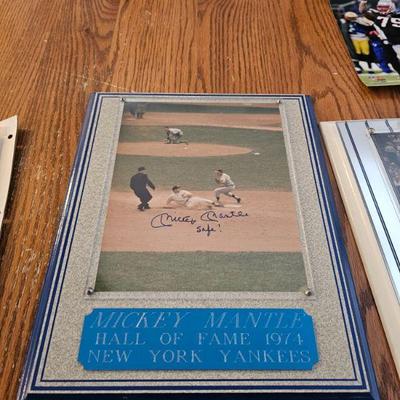 Mickey Mantle
Safe!
MICKEY MANTLE
HALL OF FAME 1974
NEW YORK YANKEES